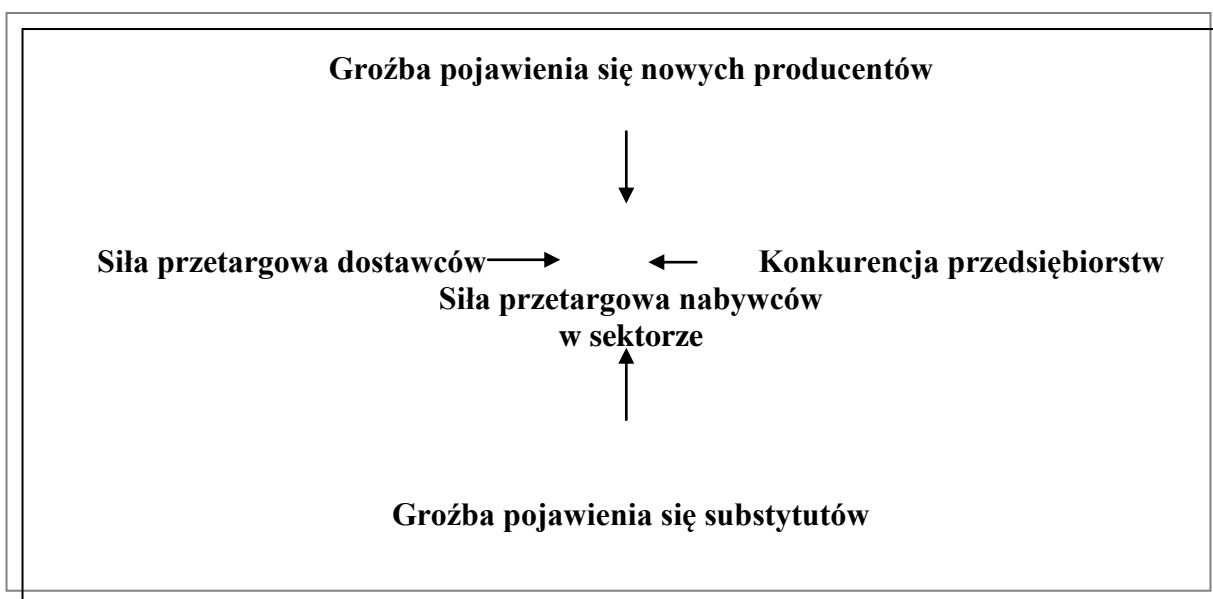 Groźba pojawienia się nowych producentów
Siła przetargowa dostawców Konkurencja przedsiębiorstw
Siła przetargowa nabywców
w sektorze
Groźba pojawienia się substytutów